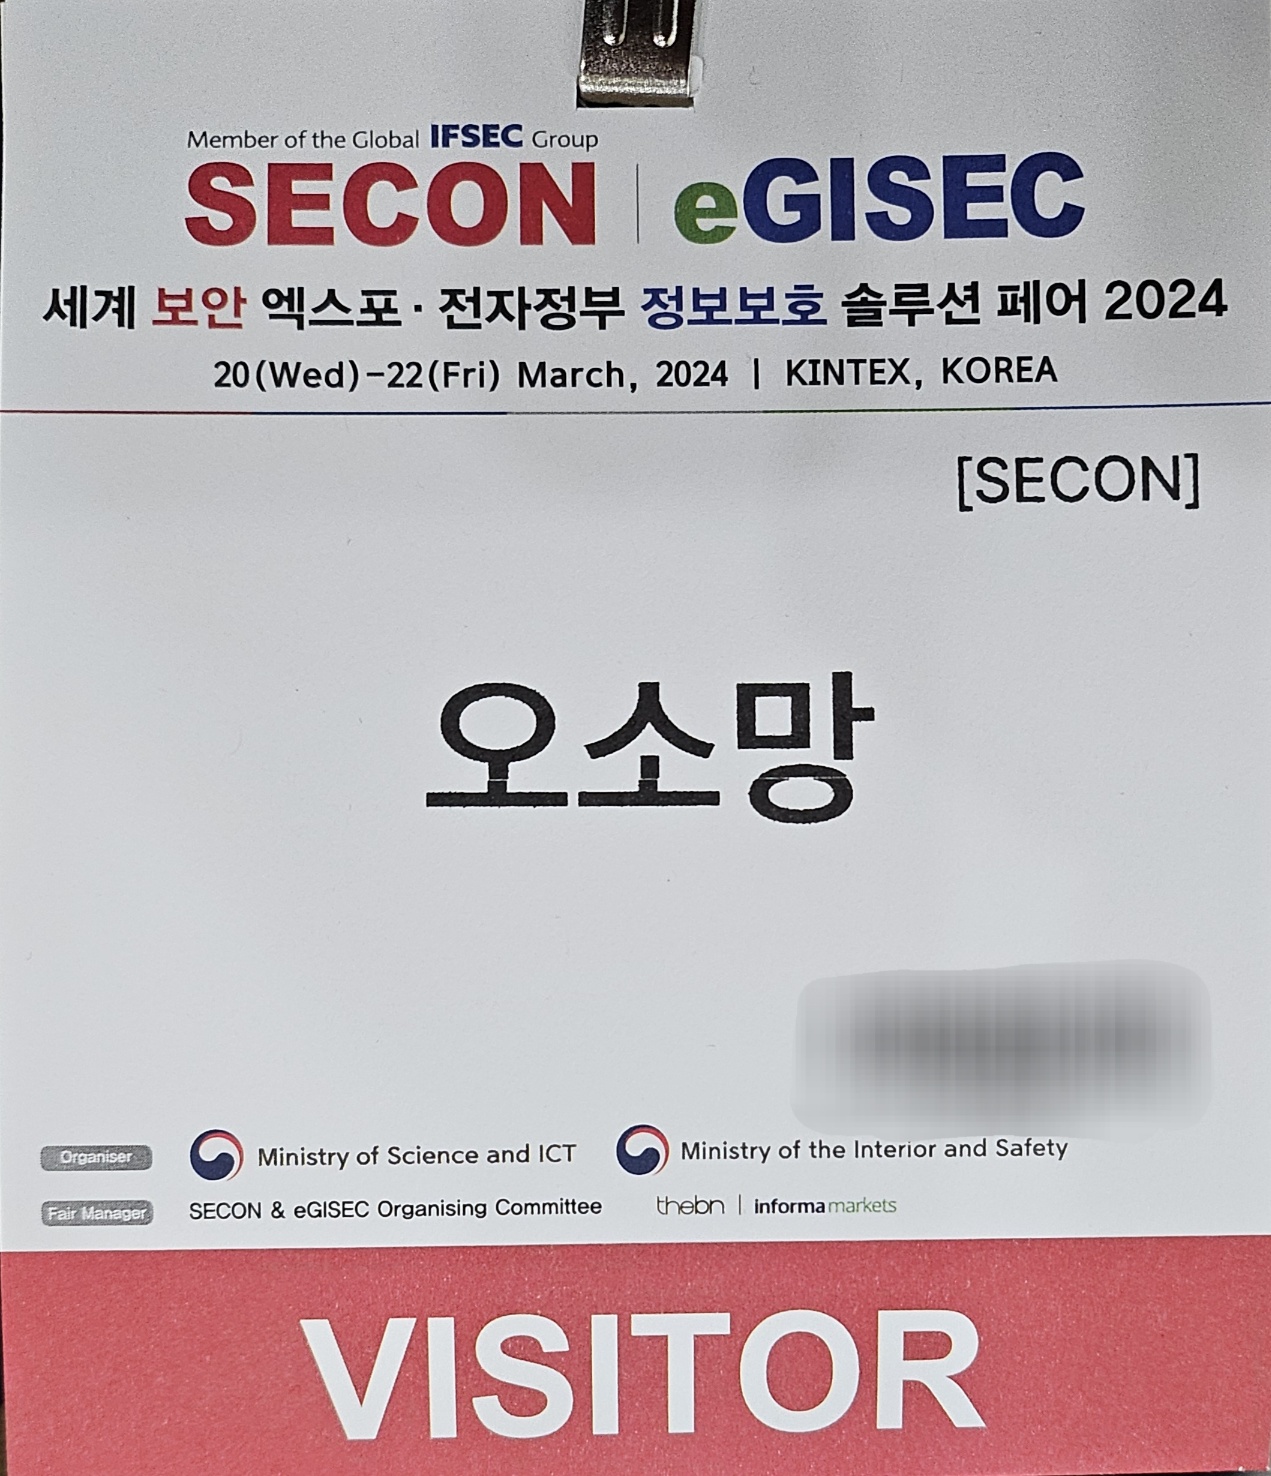 Member of the Global IFSEC Group
SECON | eGISEC
세계 보안 엑스포 · 전자정부 정보보호 솔루션 페어 2024
20(Wed)-22(Fri) March, 2024 | KINTEX, KOREA
[SECON]
오소망
Organiser Ministry of Science and ICT Ministry of the Interior and Safety
Fair Manager SECON & eGISEC Organising Committee thebn | informa markets
VISITOR